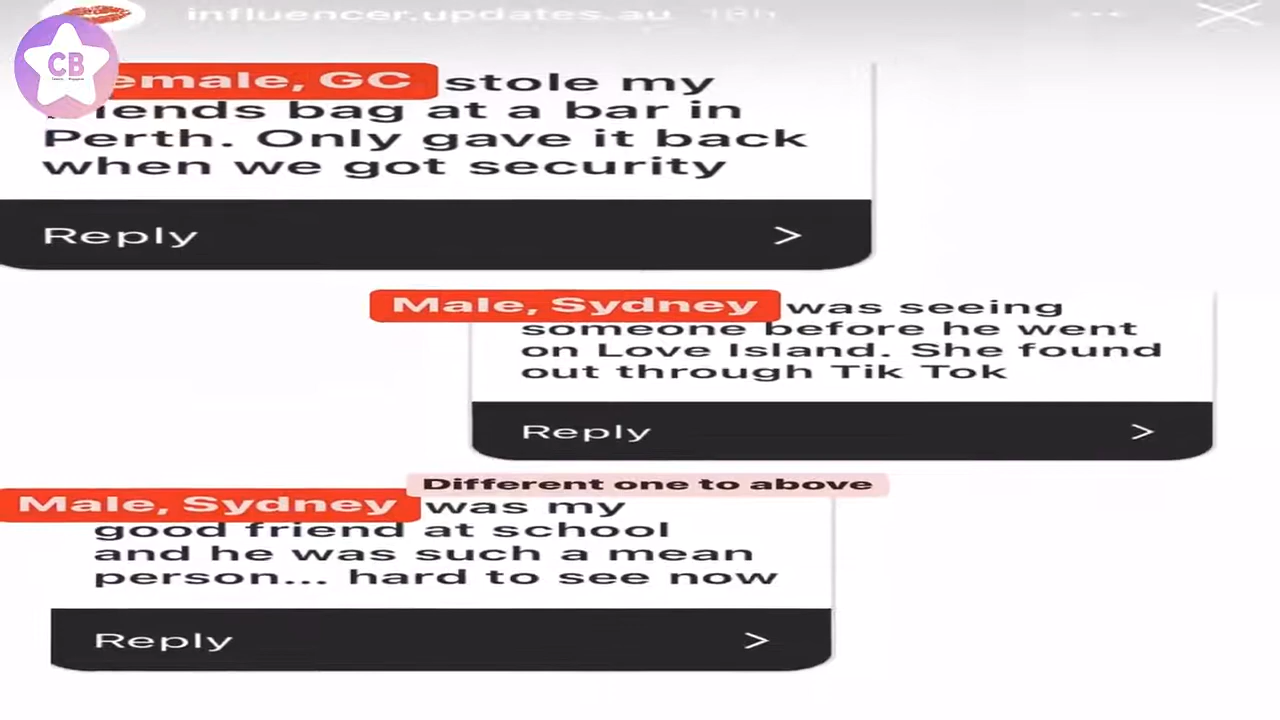 influencer.updates.au 18h
CB
emale, GC stole my
friends bag at a bar in
Perth. Only gave it back
when we got security
Reply >
Male, Sydney was seeing
someone before he went
on Love Island. She found
out through Tik Tok
Reply >
Different one to above
Male, Sydney was my
good friend at school
and he was such a mean
person... hard to see now
Reply >